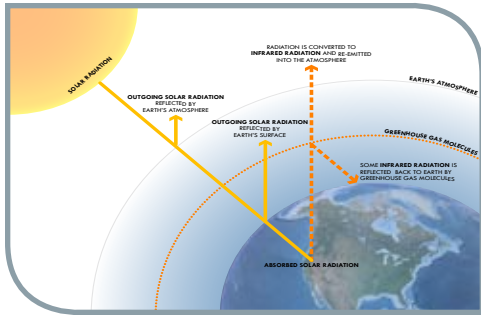 SOLAR RADIATION
RADIATION IS CONVERTED TO
INFRARED RADIATION AND RE-EMITTED
INTO THE ATMOSPHERE
EARTH'S ATMOSPHERE
OUTGOING SOLAR RADIATION
REFLECTED BY
EARTH'S ATMOSPHERE
OUTGOING SOLAR RADIATION
REFLECTED BY
EARTH'S SURFACE
GREENHOUSE GAS MOLECULES
SOME INFRARED RADIATION IS
REFLECTED BACK TO EARTH BY
GREENHOUSE GAS MOLECULES
ABSORBED SOLAR RADIATION